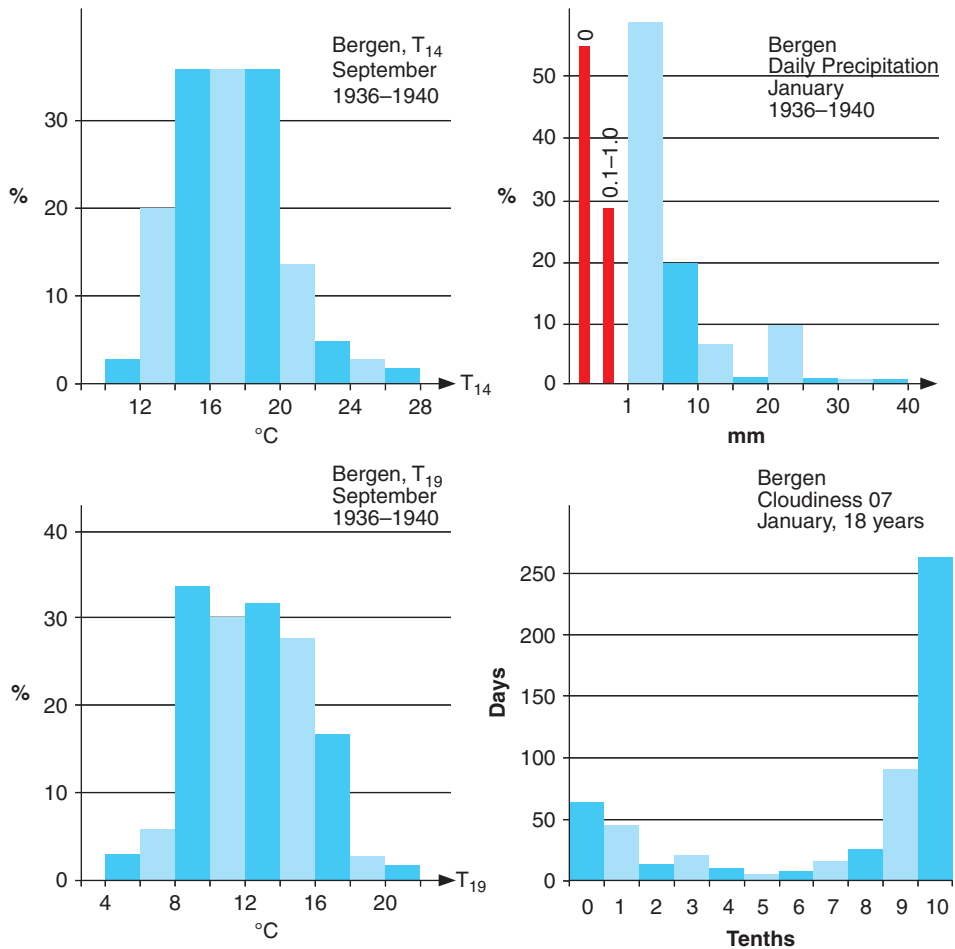 Bergen, T14
September
1936–1940
%
30
20
10
0
12 16 20 24 28
T14
°C
Bergen
Daily Precipitation
January
1936–1940
%
50
40
30
20
10
0
0
0.1–1.0
1 10 20 30 40
mm
Bergen, T19
September
1936–1940
%
40
30
20
10
0
4 8 12 16 20
T19
°C
Bergen
Cloudiness 07
January, 18 years
Days
250
200
150
100
50
0
0 1 2 3 4 5 6 7 8 9 10
Tenths